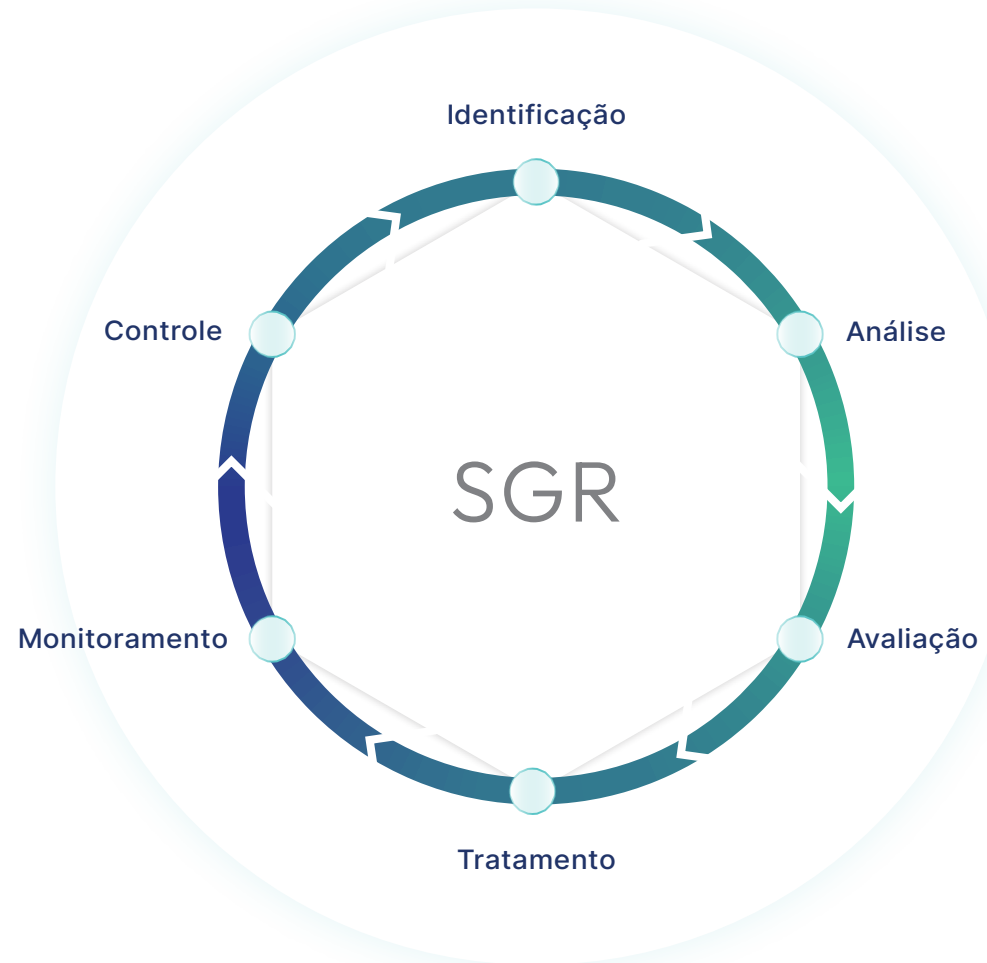 Identificação
Controle
Análise
SGR
Monitoramento
Avaliação
Tratamento